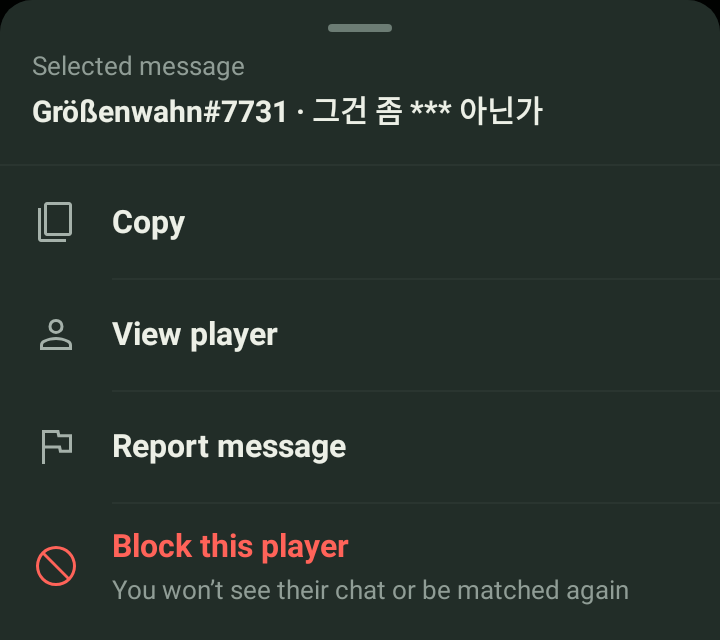 Selected message
Größenwahn#7731 · 그건 좀 *** 아닌가
Copy
View player
Report message
Block this player
You won’t see their chat or be matched again